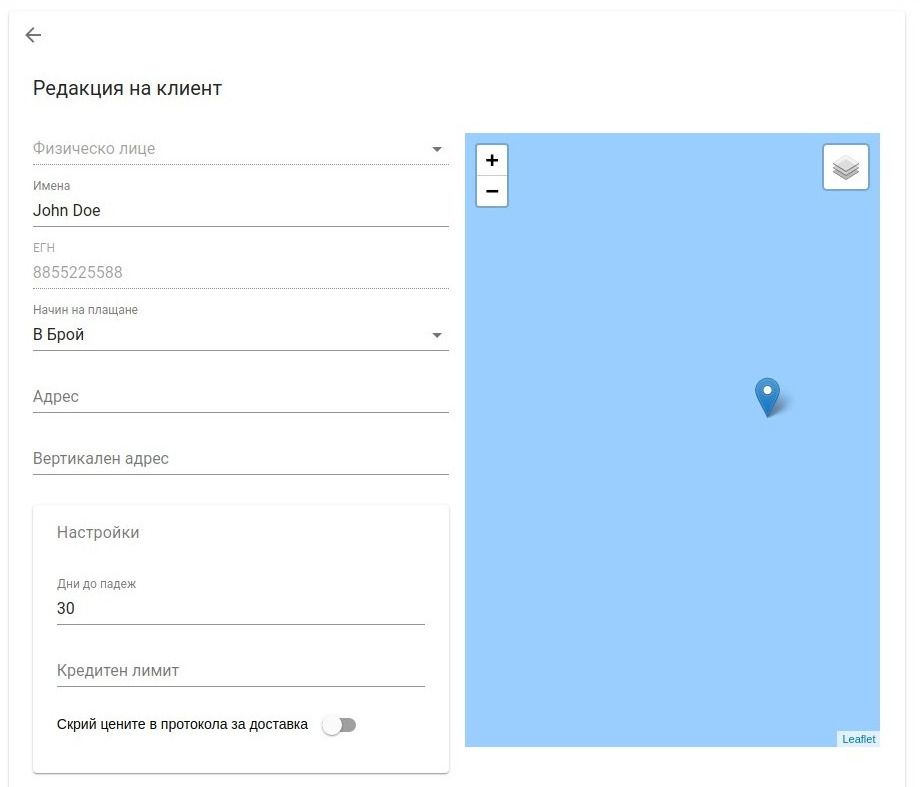 Редакция на клиент
Физическо лице
Имена
John Doe
ЕГН
8855225588
Начин на плащане
В Брой
Адрес
Вертикален адрес
Настройки
Дни до падеж
30
Кредитен лимит
Скрий цените в протокола за доставка
+
−
Leaflet